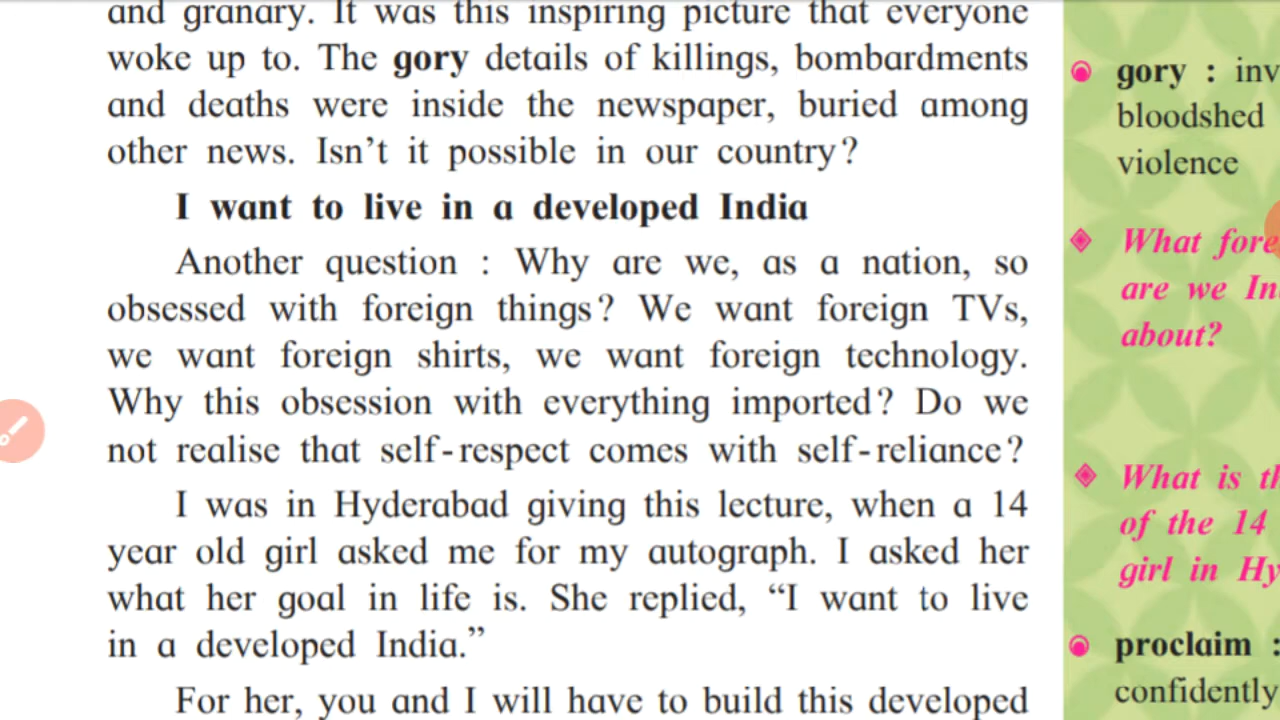 and granary. It was this inspiring picture that everyone
woke up to. The gory details of killings, bombardments
and deaths were inside the newspaper, buried among
other news. Isn't it possible in our country?
I want to live in a developed India
Another question : Why are we, as a nation, so
obsessed with foreign things? We want foreign TVs,
we want foreign shirts, we want foreign technology.
Why this obsession with everything imported? Do we
not realise that self-respect comes with self-reliance?
I was in Hyderabad giving this lecture, when a 14
year old girl asked me for my autograph. I asked her
what her goal in life is. She replied, “I want to live
in a developed India.”
For her, you and I will have to build this developed
gory : inv
bloodshed
violence
What fore
are we In
about?
What is th
of the 14
girl in Hy
proclaim :
confidently